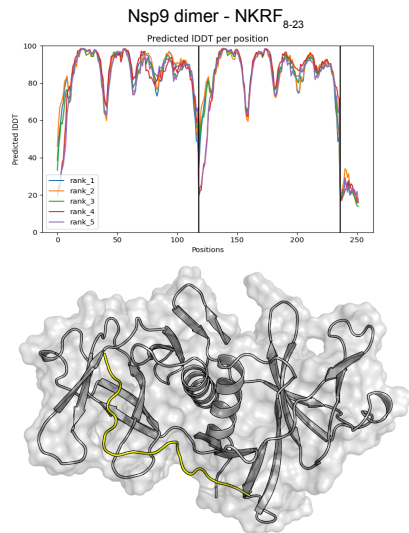 Nsp9 dimer - NKRF8-23
Predicted lDDT per position
100
80
60
40
20
0
Predicted lDDT
rank_1
rank_2
rank_3
rank_4
rank_5
0
50
100
150
200
250
Positions